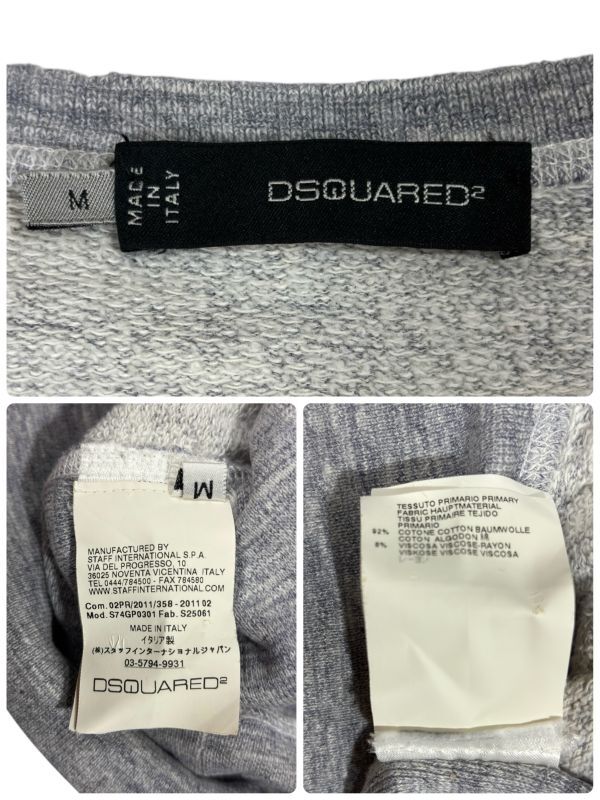 M
MADE
IN
ITALY
DSQUARED2
M
MANUFACTURED BY
STAFF INTERNATIONAL S.P.A.
VIA DEL PROGRESSO, 10
36025 NOVENTA VICENTINA ITALY
TEL 0444/784500 - FAX 784580
WWW.STAFFINTERNATIONAL.COM
Com. 02PR/2011/358 - 2011 02
Mod. S74GP0301 Fab. S25061
MADE IN ITALY
イタリア製
(株)スタッフインターナショナルジャパン
03-5794-9931
DSQUARED2
TESSUTO PRIMARIO PRIMARY
FABRIC HAUPTMATERIAL
TISSU PRIMAIRE TEJIDO
PRIMARIO
92% COTONE COTTON BAUMWOLLE
COTON ALGODON 綿
8% VISCOSA VISCOSE-RAYON
VISKOSE VISCOSE VISCOSA